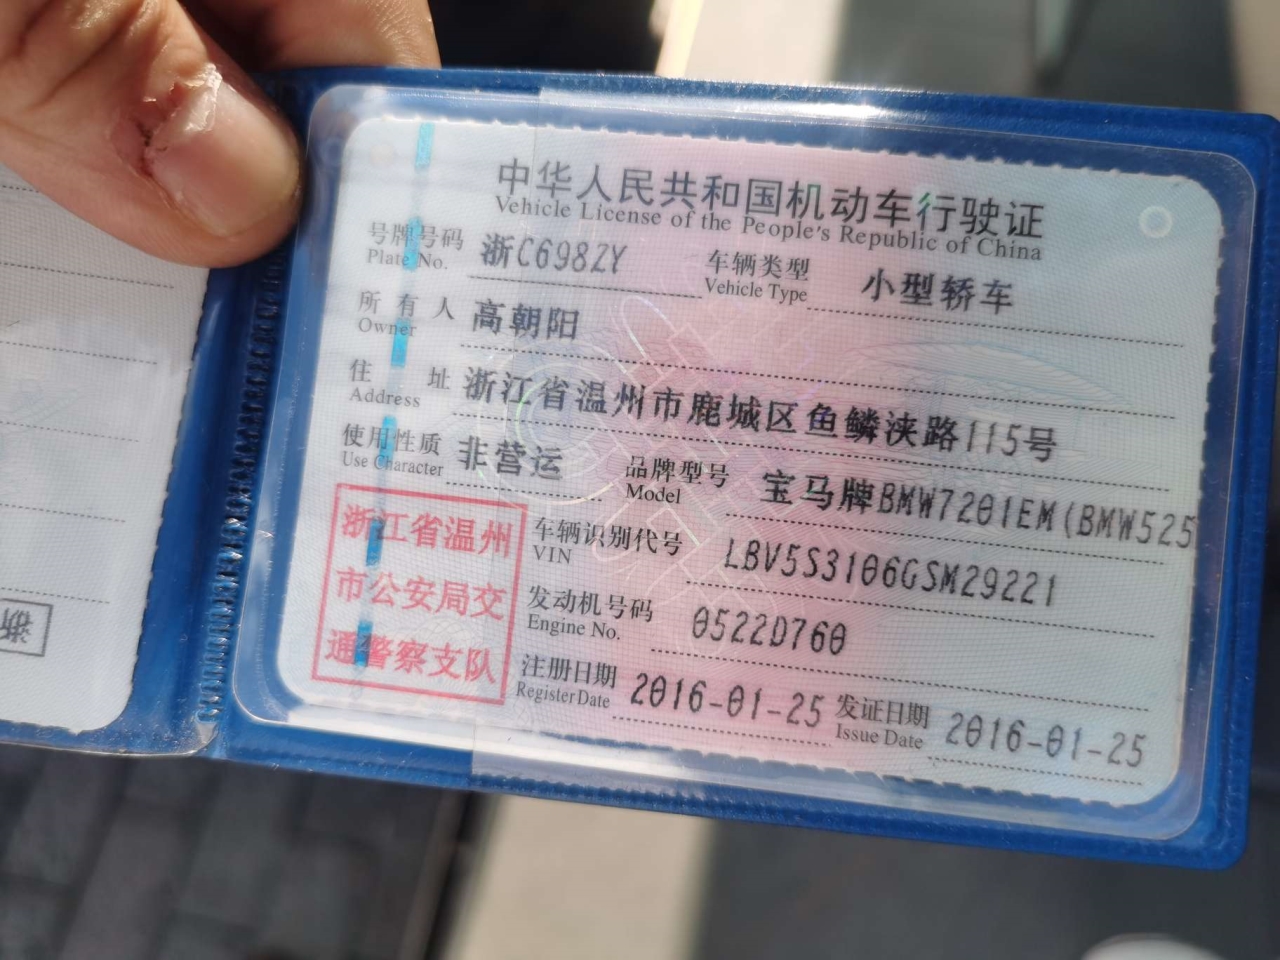 中华人民共和国机动车行驶证
Vehicle License of the People's Republic of China
号牌号码 浙C698ZY 车辆类型 小型轿车
Plate No. Vehicle Type
所有人 高朝阳
Owner
住址 浙江省温州市鹿城区鱼鳞浃路115号
Address
使用性质 非营运 品牌型号 宝马牌BMW7201EM(BMW525
Use Character Model
浙江省温州
市公安局交
通警察支队
车辆识别代号 LBV5S3106GSM29221
VIN
发动机号码 0522D760
Engine No.
注册日期 2016-01-25 发证日期 2016-01-25
Register Date Issue Date
浙